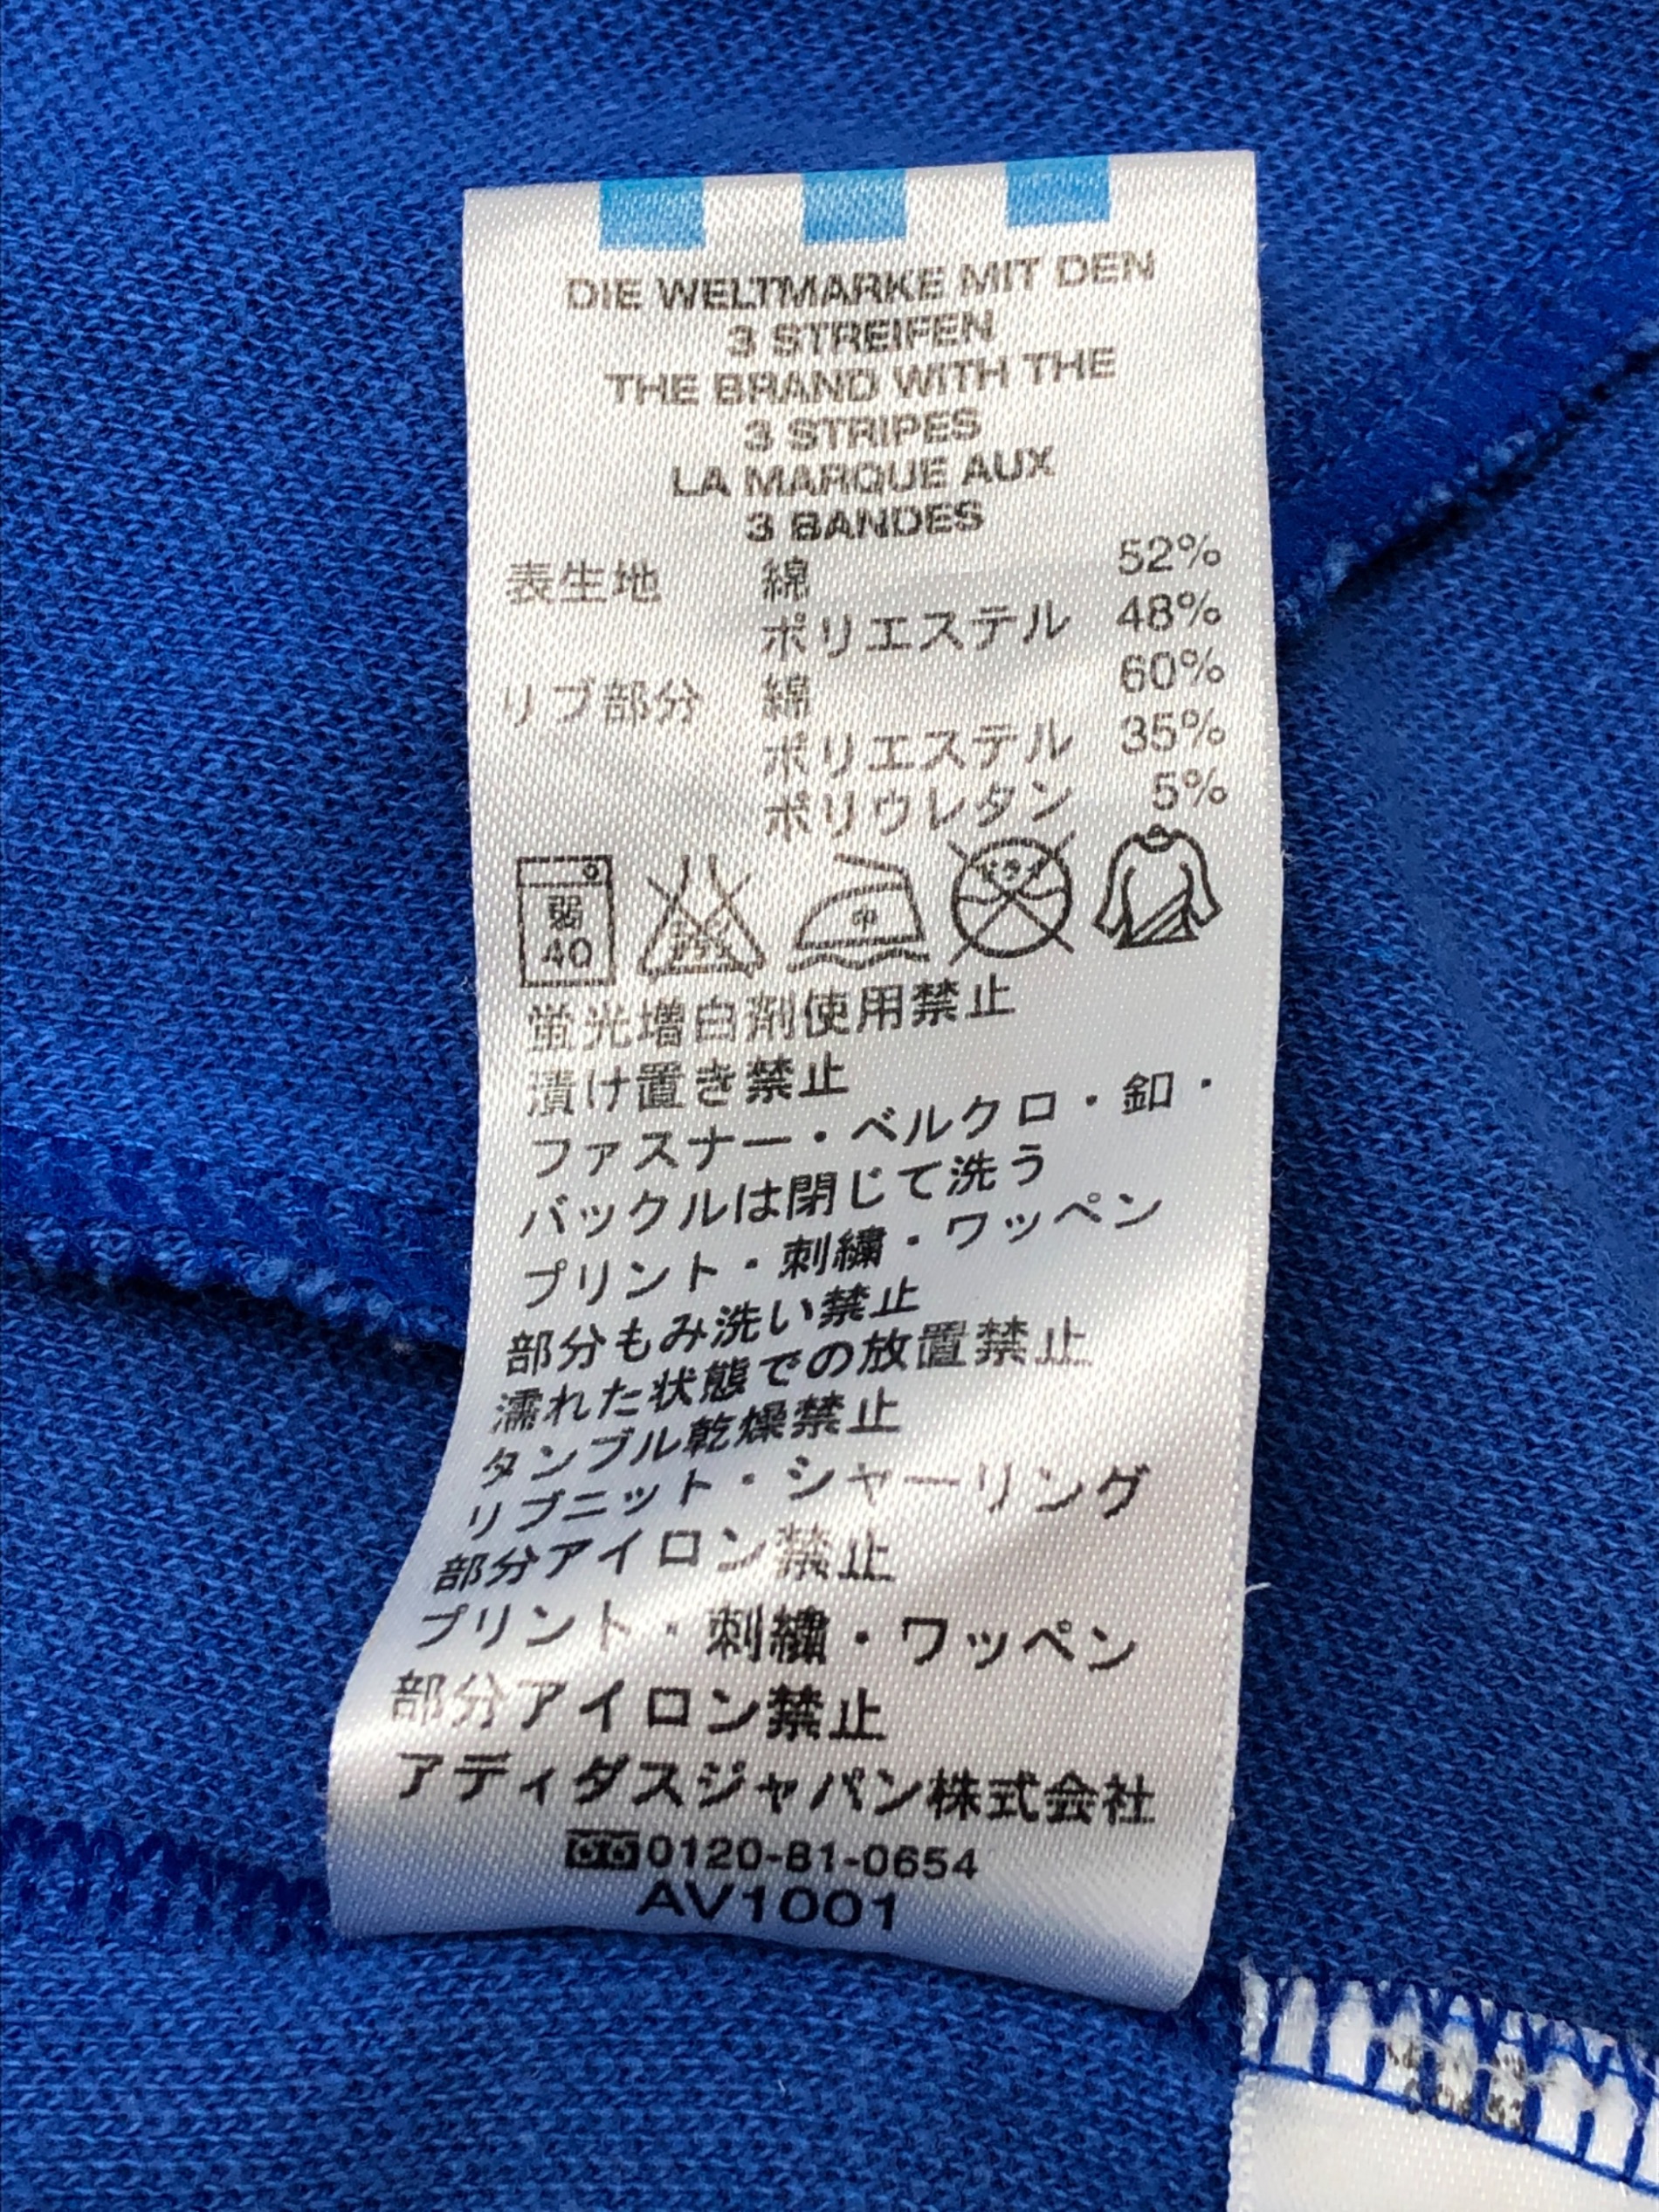 DIE WELTMARKE MIT DEN
3 STREIFEN
THE BRAND WITH THE
3 STRIPES
LA MARQUE AUX
3 BANDES
表生地 綿 52%
ポリエステル 48%
リブ部分 綿 60%
ポリエステル 35%
ポリウレタン 5%
弱
40
中
蛍光増白剤使用禁止
漬け置き禁止
ファスナー・ベルクロ・釦・
バックルは閉じて洗う
プリント・刺繍・ワッペン
部分もみ洗い禁止
濡れた状態での放置禁止
タンブル乾燥禁止
リブニット・シャーリング
部分アイロン禁止
プリント・刺繍・ワッペン
部分アイロン禁止
アディダスジャパン株式会社
0120-81-0654
AV1001